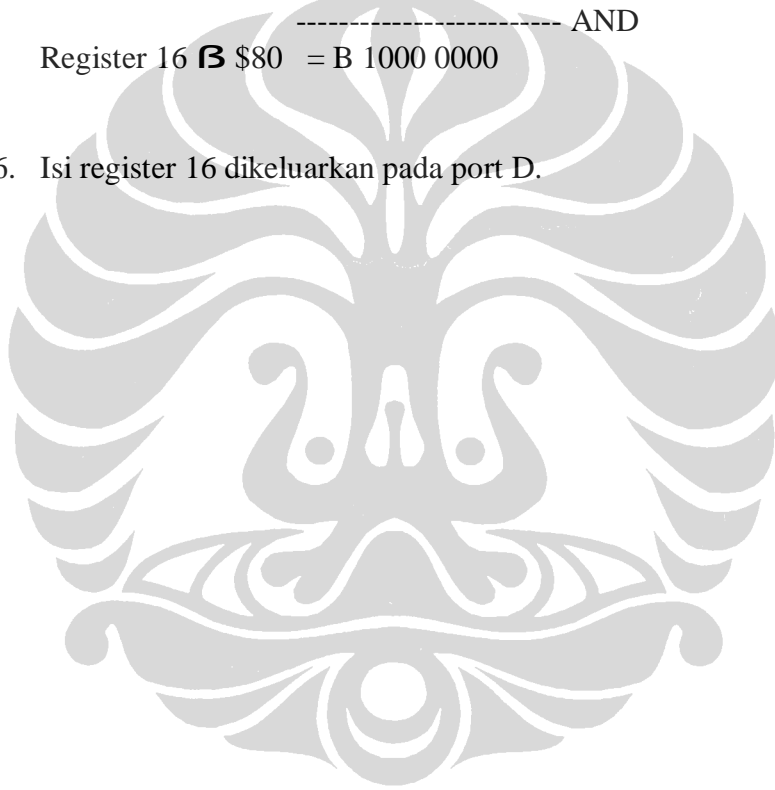 ------------------------- AND
Register 16 ß $80 = B 1000 0000
6. Isi register 16 dikeluarkan pada port D.